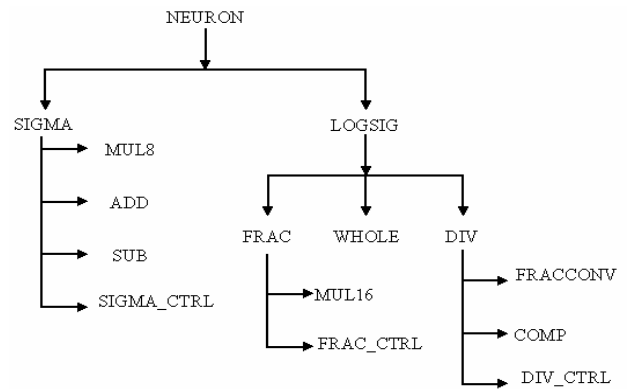 NEURON
SIGMA
LOGSIG
MUL8
ADD
SUB
SIGMA_CTRL
FRAC
WHOLE
DIV
MUL16
FRAC_CTRL
FRACCONV
COMP
DIV_CTRL